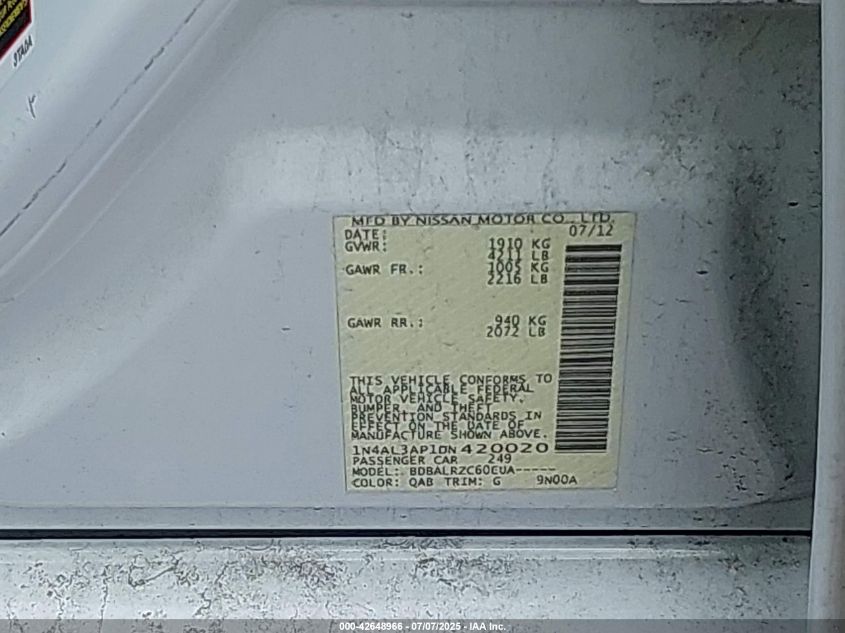 MFD BY NISSAN MOTOR CO., LTD.
DATE: 07/12
GVWR: 1910 KG
4211 LB
GAWR FR.: 1005 KG
2216 LB
GAWR RR.: 940 KG
2072 LB
THIS VEHICLE CONFORMS TO
ALL APPLICABLE FEDERAL
MOTOR VEHICLE SAFETY,
BUMPER, AND THEFT
PREVENTION STANDARDS IN
EFFECT ON THE DATE OF
MANUFACTURE SHOWN ABOVE.
1N4AL3AP1DN420020
PASSENGER CAR 249
MODEL: BDBALRZC60EUA-----
COLOR: QAB TRIM: G 9N00A
000-42648966 - 07/07/2025 - IAA Inc.